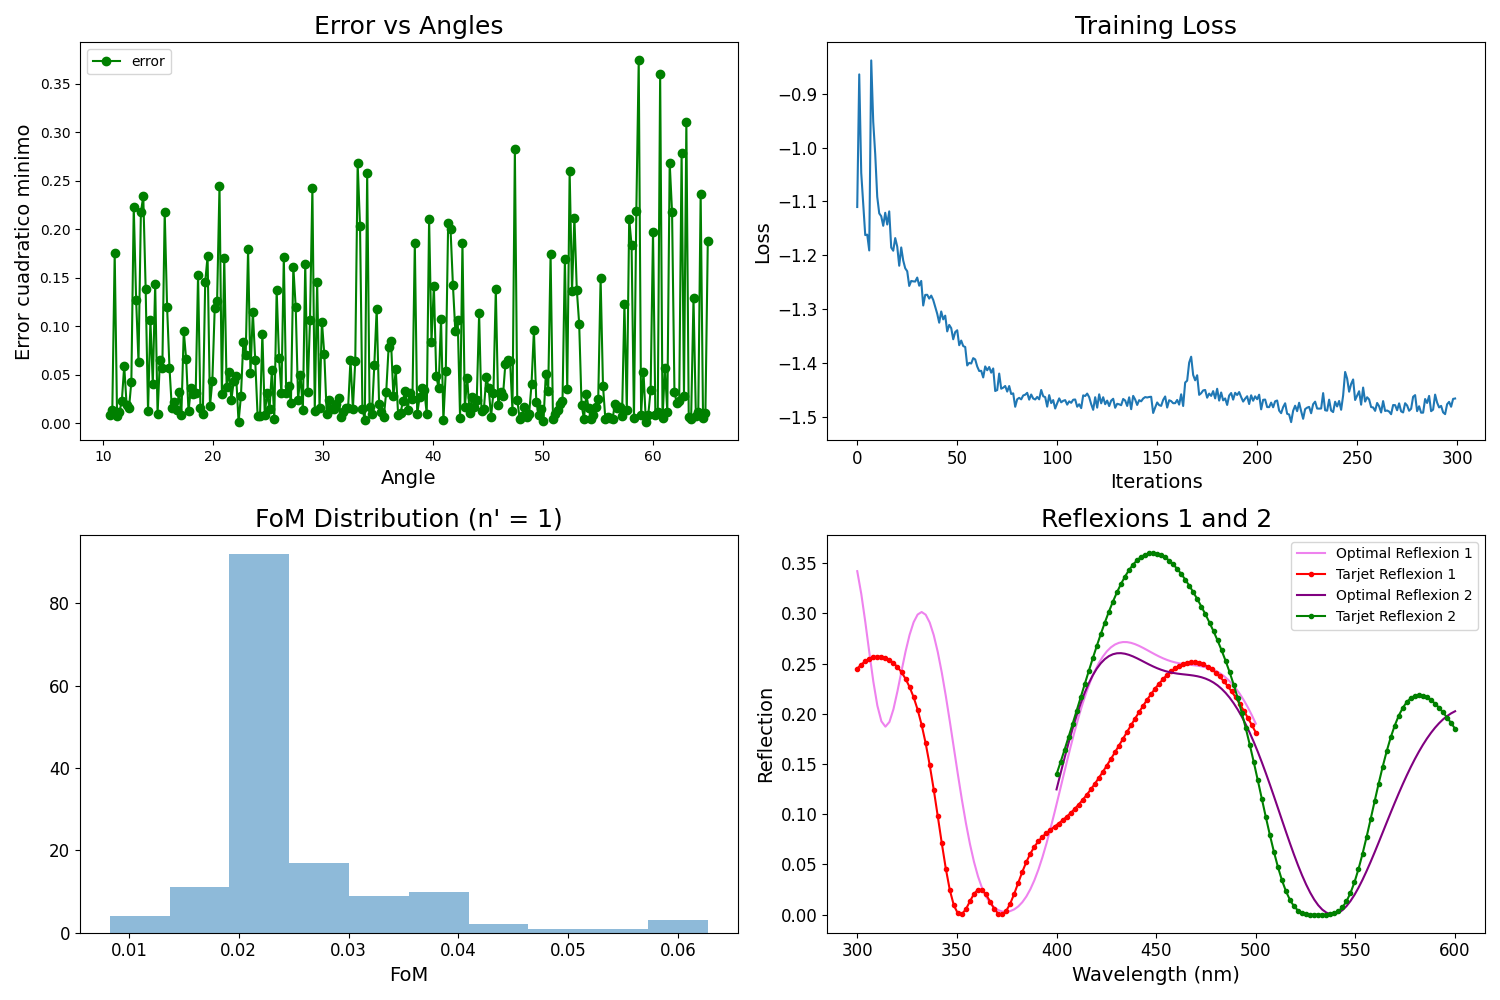 Error vs Angles
error
Error cuadratico minimo
0.35
0.30
0.25
0.20
0.15
0.10
0.05
0.00
10 20 30 40 50 60
Angle
Training Loss
Loss
−0.9
−1.0
−1.1
−1.2
−1.3
−1.4
−1.5
0 50 100 150 200 250 300
Iterations
FoM Distribution (n' = 1)
80
60
40
20
0
0.01 0.02 0.03 0.04 0.05 0.06
FoM
Reflexions 1 and 2
Optimal Reflexion 1
Tarjet Reflexion 1
Optimal Reflexion 2
Tarjet Reflexion 2
Reflection
0.35
0.30
0.25
0.20
0.15
0.10
0.05
0.00
300 350 400 450 500 550 600
Wavelength (nm)